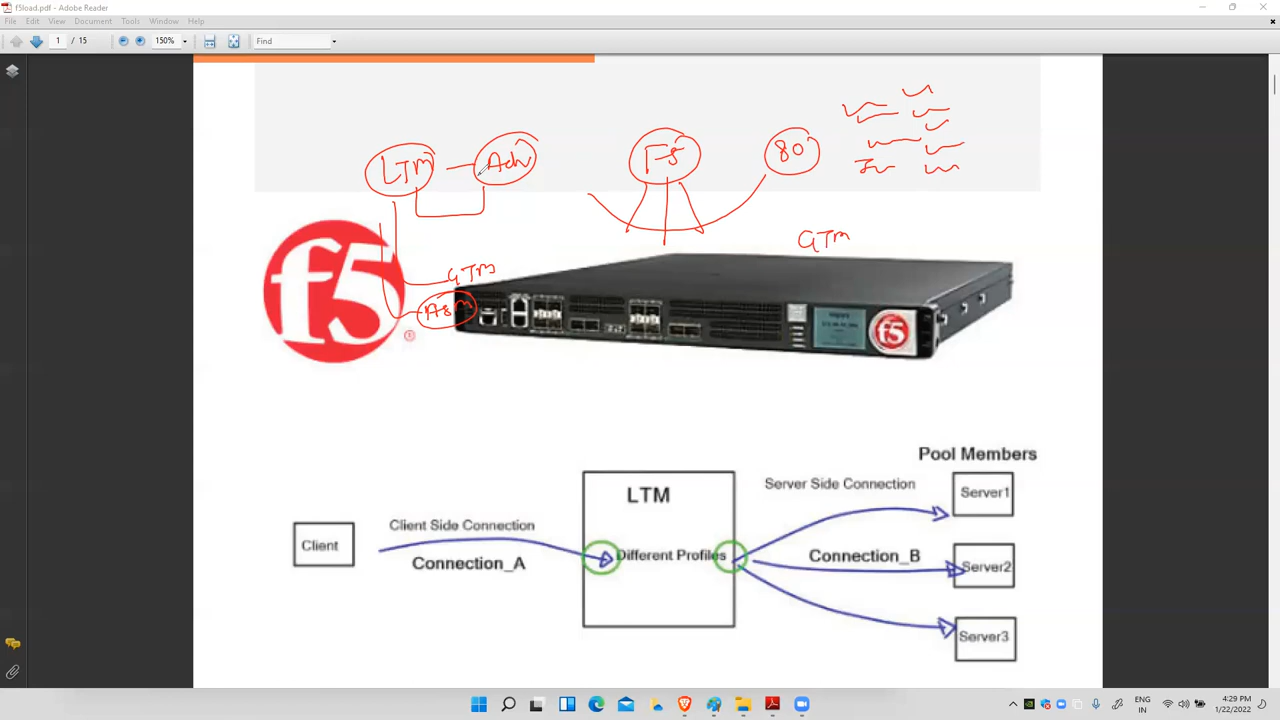 f5load.pdf - Adobe Reader
File Edit View Document Tools Window Help
1 / 15 150% Find
LTM Adv F5 80
GTM
GTM
ASM
f5
®
f5
Pool Members
LTM
Server Side Connection
Server1
Client Side Connection
Client
Different Profiles
Connection_B
Connection_A
Server2
Server3
ENG
IN
4:29 PM
1/22/2022